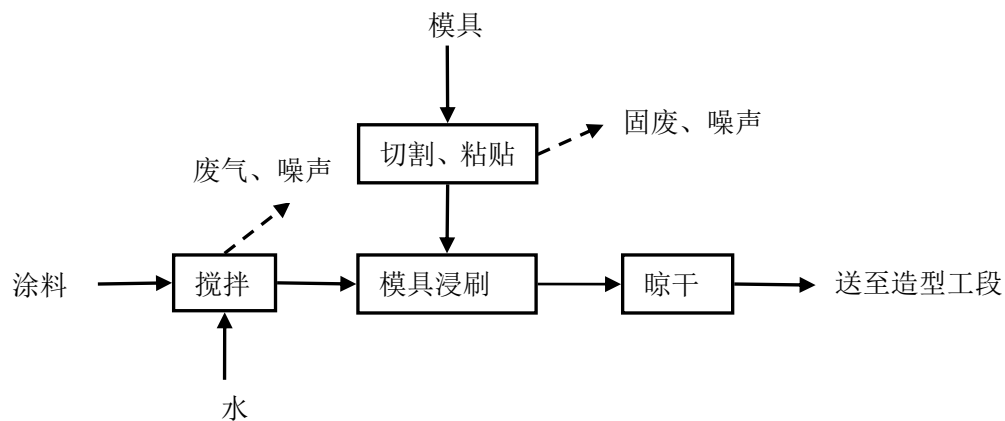 模具
切割、粘贴
固废、噪声
废气、噪声
涂料
搅拌
模具浸刷
晾干
送至造型工段
水